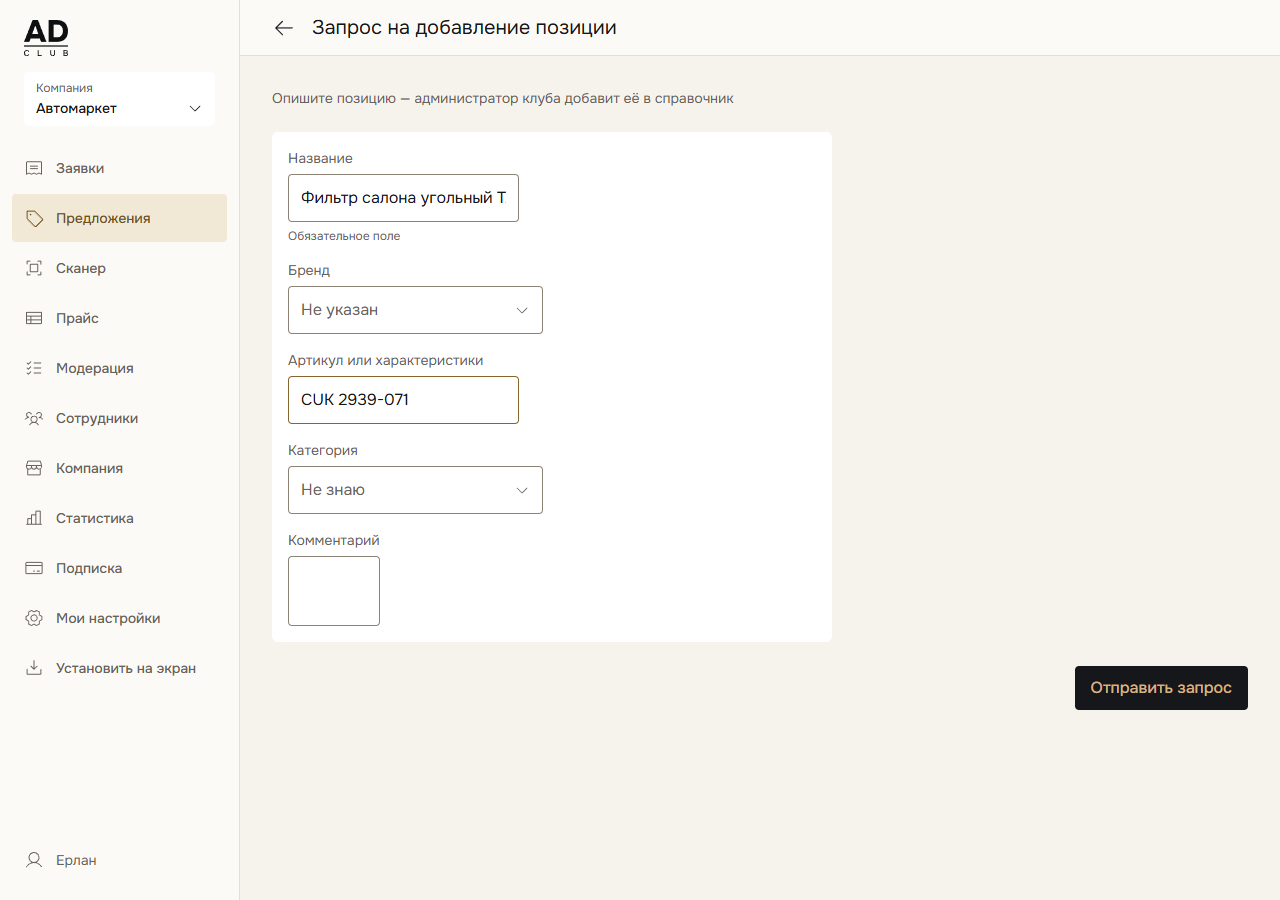 AD
CLUB
Запрос на добавление позиции
Компания
Автомаркет
Заявки
Предложения
Сканер
Прайс
Модерация
Сотрудники
Компания
Статистика
Подписка
Мои настройки
Установить на экран
Ерлан
Опишите позицию — администратор клуба добавит её в справочник
Название
Фильтр салона угольный T
Обязательное поле
Бренд
Не указан
Артикул или характеристики
CUK 2939-071
Категория
Не знаю
Комментарий
Отправить запрос